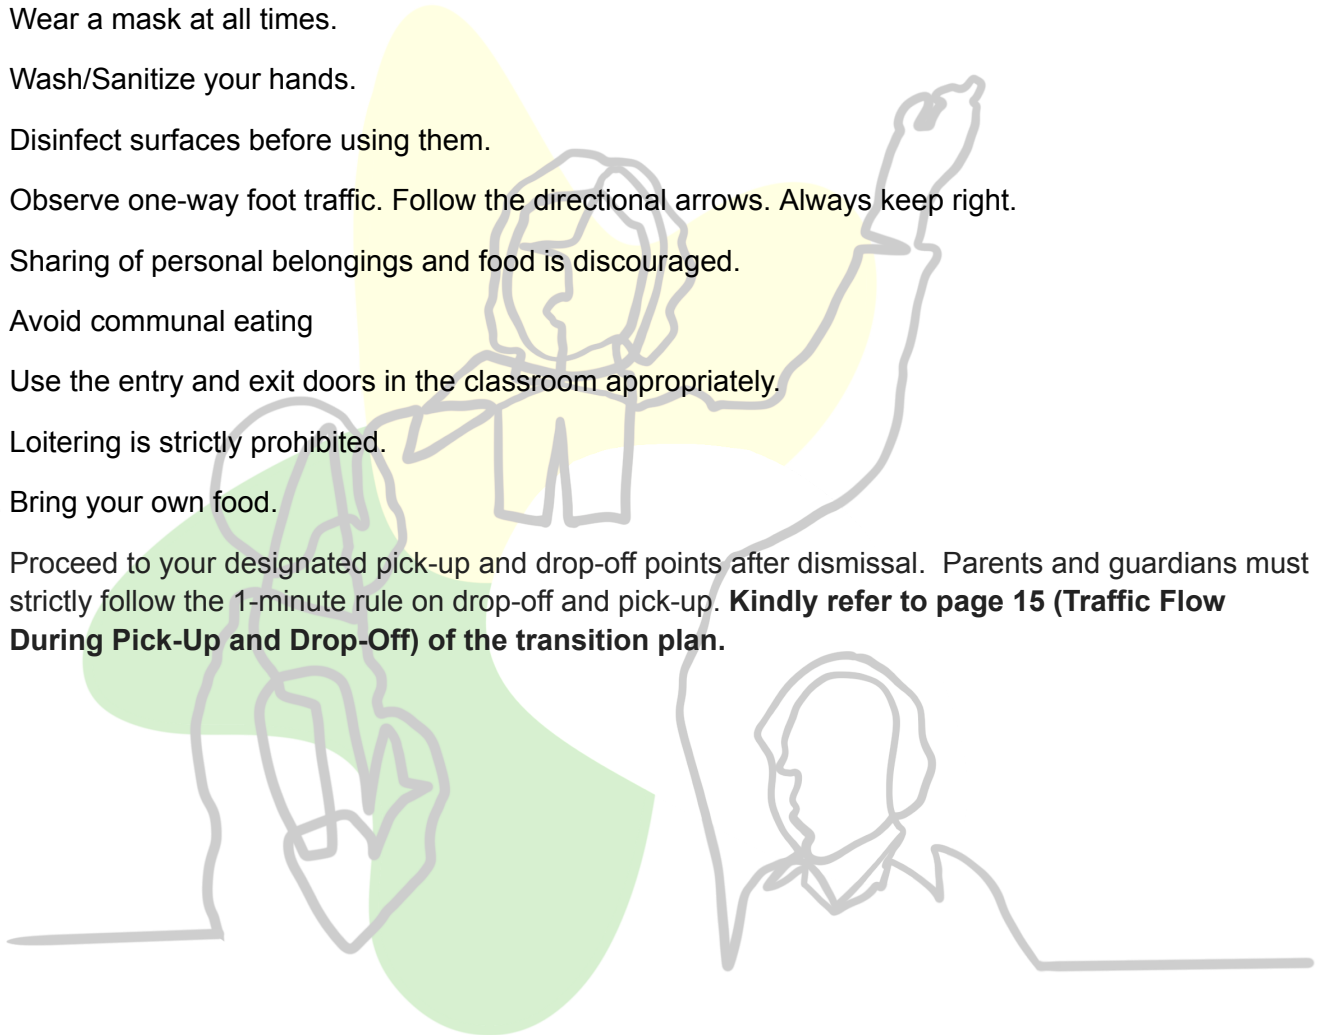 Wear a mask at all times.
Wash/Sanitize your hands.
Disinfect surfaces before using them.
Observe one-way foot traffic. Follow the directional arrows. Always keep right.
Sharing of personal belongings and food is discouraged.
Avoid communal eating
Use the entry and exit doors in the classroom appropriately.
Loitering is strictly prohibited.
Bring your own food.
Proceed to your designated pick-up and drop-off points after dismissal.  Parents and guardians must
strictly follow the 1-minute rule on drop-off and pick-up. Kindly refer to page 15 (Traffic Flow
During Pick-Up and Drop-Off) of the transition plan.